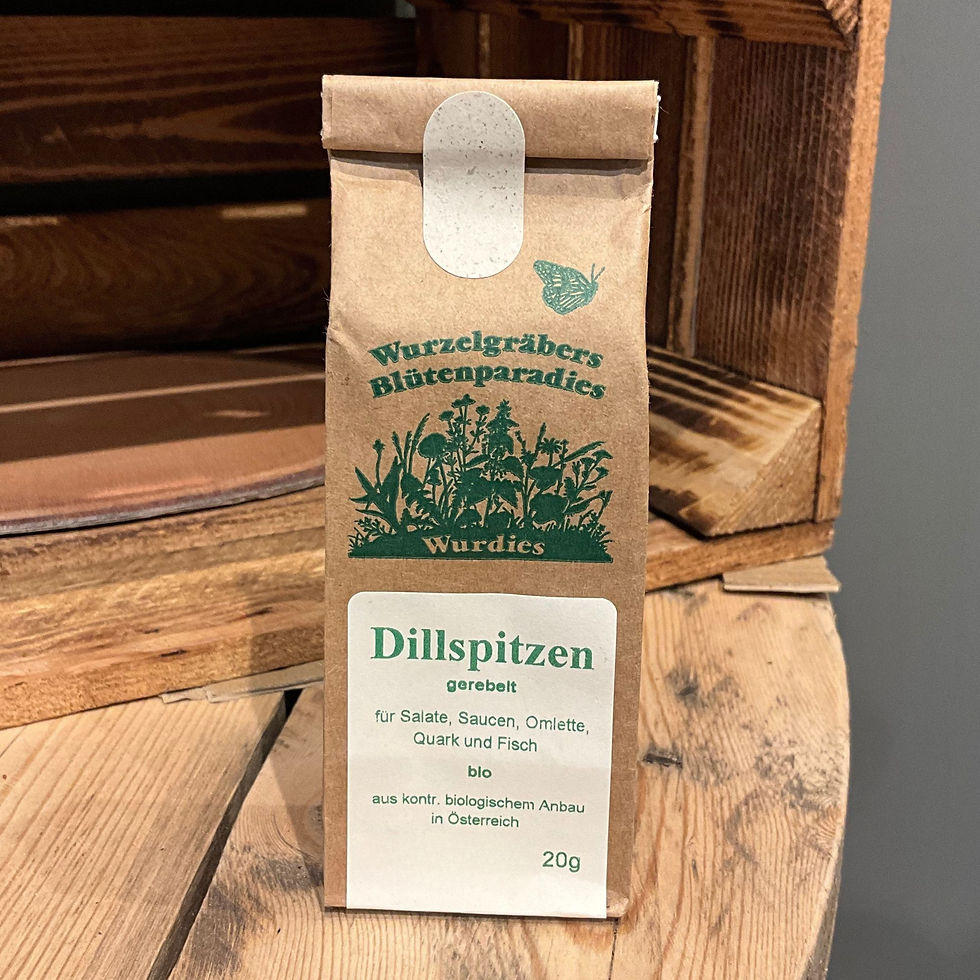 Wurzelgräbers
Blütenparadies
Wurdies
Dillspitzen
gerebelt
für Salate, Saucen, Omlette,
Quark und Fisch
bio
aus kontr. biologischem Anbau
in Österreich
20g